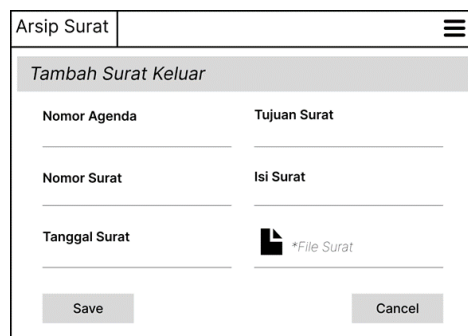 Arsip Surat
Tambah Surat Keluar
Nomor Agenda
Tujuan Surat
Nomor Surat
Isi Surat
Tanggal Surat
*File Surat
Save
Cancel